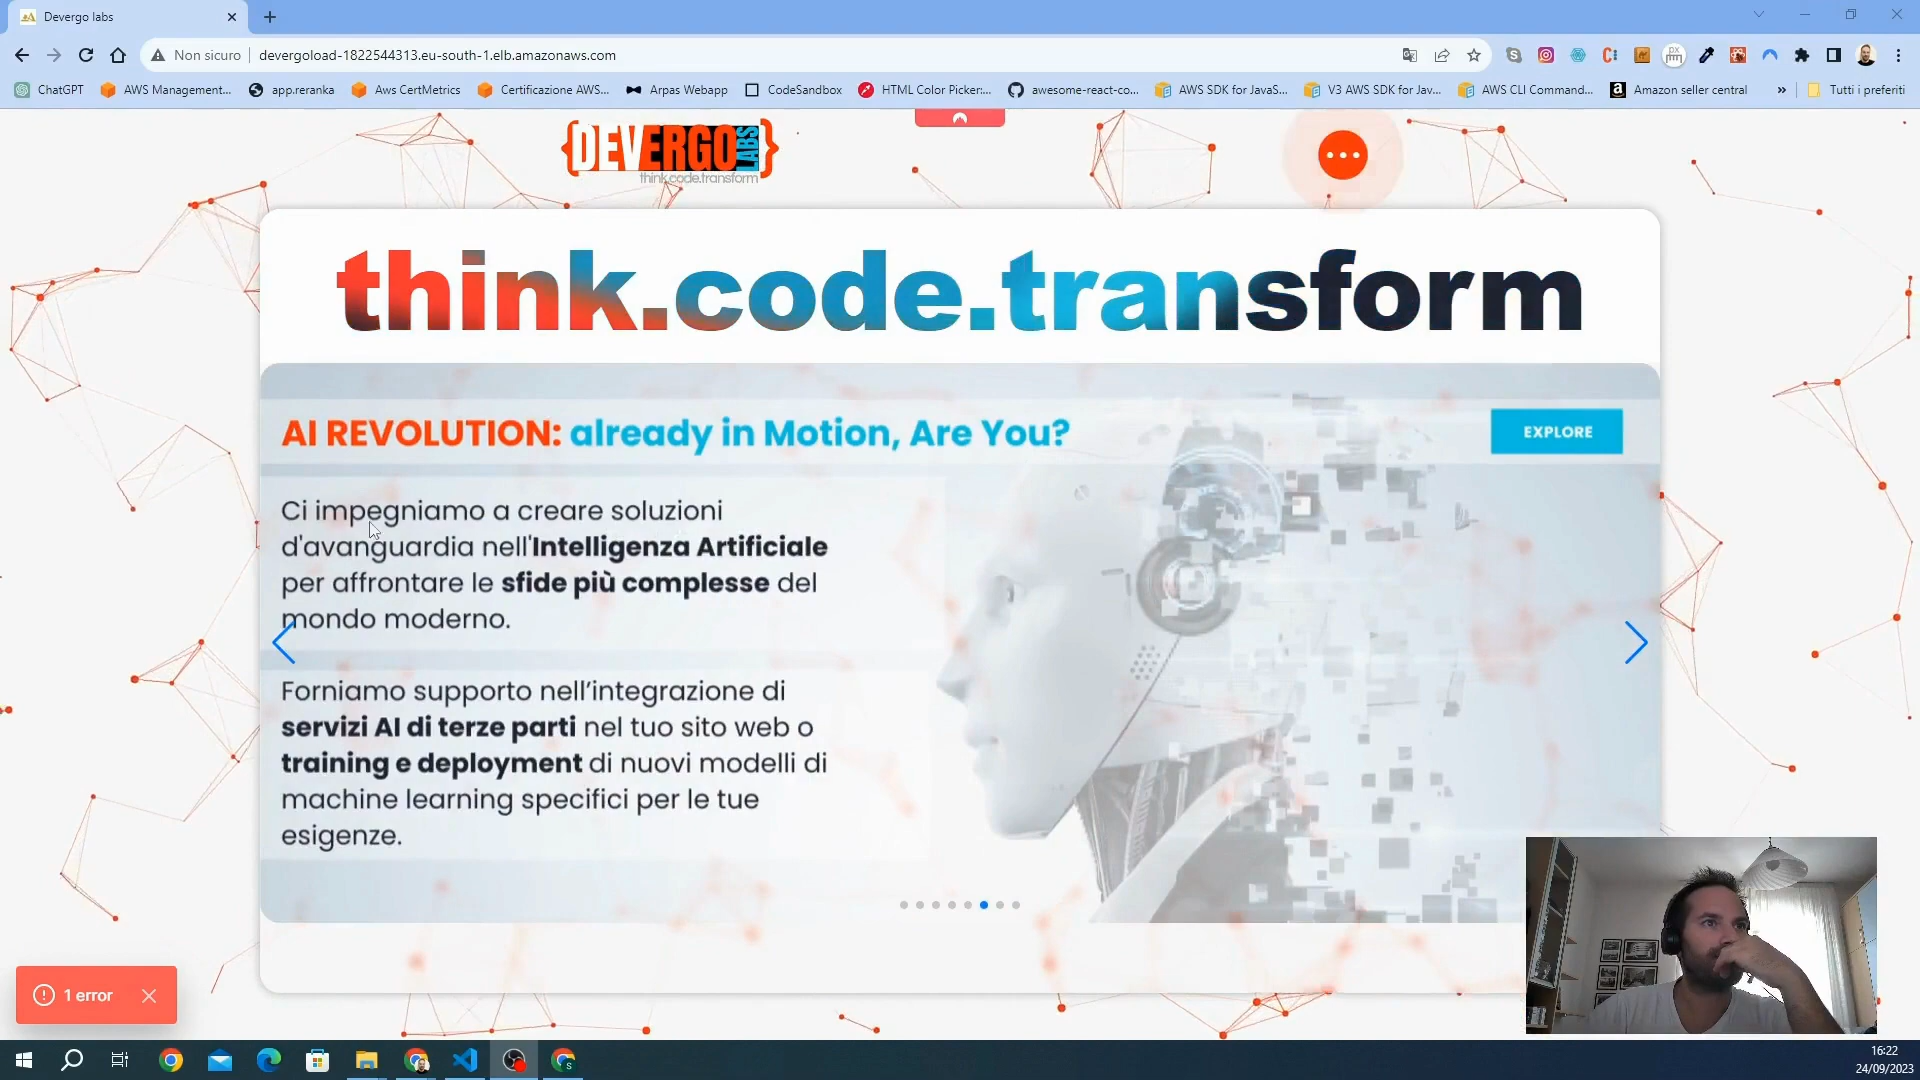 Devergo labs
Non sicuro
devergoload-1822544313.eu-south-1.elb.amazonaws.com
ChatGPT
AWS Management...
app.reranka
Aws CertMetrics
Certificazione AWS...
Arpas Webapp
CodeSandbox
HTML Color Picker:...
awesome-react-co...
AWS SDK for JavaS...
V3 AWS SDK for Jav...
AWS CLI Command...
Amazon seller central
»
Tutti i preferiti
{DEVERGO LABS}
think.code.transform
think.code.transform
AI REVOLUTION: already in Motion, Are You?
EXPLORE
Ci impegniamo a creare soluzioni
d'avanguardia nell'Intelligenza Artificiale
per affrontare le sfide più complesse del
mondo moderno.
Forniamo supporto nell’integrazione di
servizi AI di terze parti nel tuo sito web o
training e deployment di nuovi modelli di
machine learning specifici per le tue
esigenze.
1 error
16:22
24/09/2023